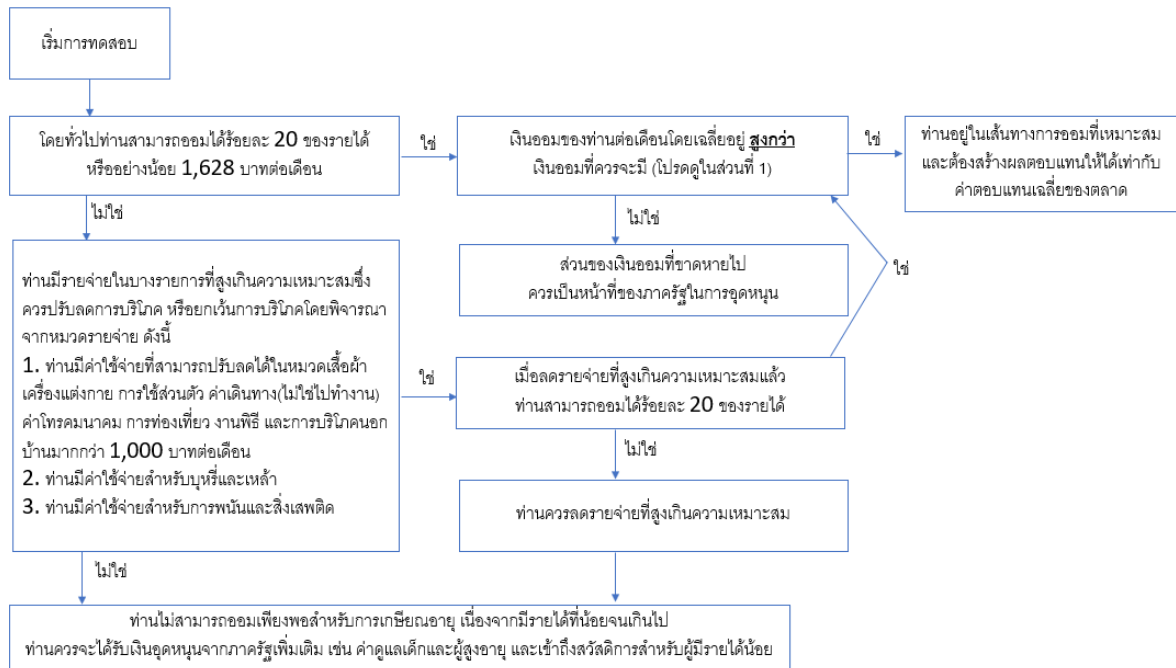 เริ่มการทดสอบ
โดยทั่วไปท่านสามารถออมได้ร้อยละ 20 ของรายได้
หรืออย่างน้อย 1,628 บาทต่อเดือน
ใช่
เงินออมของท่านต่อเดือนโดยเฉลี่ยอยู่ สูงกว่า
เงินออมที่ควรจะมี (โปรดดูในส่วนที่ 1)
ใช่
ท่านอยู่ในเส้นทางการออมที่เหมาะสม
และต้องสร้างผลตอบแทนให้ได้เท่ากับ
ค่าตอบแทนเฉลี่ยของตลาด
ไม่ใช่
ไม่ใช่
ส่วนของเงินออมที่ขาดหายไป
ควรเป็นหน้าที่ของภาครัฐในการอุดหนุน
ใช่
ท่านมีรายจ่ายในบางรายการที่สูงเกินความเหมาะสมซึ่ง
ควรปรับลดการบริโภค หรือยกเว้นการบริโภคโดยพิจารณา
จากหมวดรายจ่าย ดังนี้
1. ท่านมีค่าใช้จ่ายที่สามารถปรับลดได้ในหมวดเสื้อผ้า
เครื่องแต่งกาย การใช้ส่วนตัว ค่าเดินทาง(ไม่ใช่ไปทำงาน)
ค่าโทรคมนาคม การท่องเที่ยว งานพิธี และการบริโภคนอก
บ้านมากกว่า 1,000 บาทต่อเดือน
2. ท่านมีค่าใช้จ่ายสำหรับบุหรี่และเหล้า
3. ท่านมีค่าใช้จ่ายสำหรับการพนันและสิ่งเสพติด
ใช่
เมื่อลดรายจ่ายที่สูงเกินความเหมาะสมแล้ว
ท่านสามารถออมได้ร้อยละ 20 ของรายได้
ไม่ใช่
ท่านควรลดรายจ่ายที่สูงเกินความเหมาะสม
ไม่ใช่
ท่านไม่สามารถออมเพียงพอสำหรับการเกษียณอายุ เนื่องจากมีรายได้ที่น้อยจนเกินไป
ท่านควรจะได้รับเงินอุดหนุนจากภาครัฐเพิ่มเติม เช่น ค่าดูแลเด็กและผู้สูงอายุ และเข้าถึงสวัสดิการสำหรับผู้มีรายได้น้อย